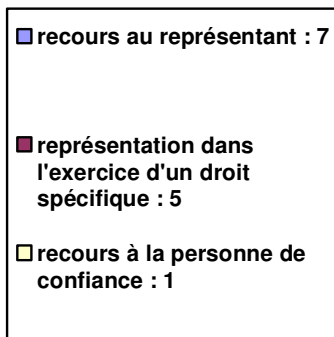 recours au représentant : 7
représentation dans
l'exercice d'un droit
spécifique : 5
recours à la personne de
confiance : 1